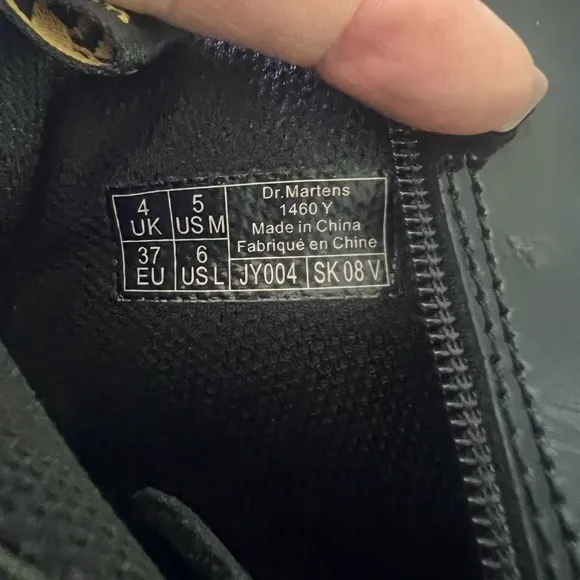 4 UK
5 US M
37 EU
6 US L
Dr.Martens
1460 Y
Made in China
Fabriqué en Chine
JY004 SK 08 V